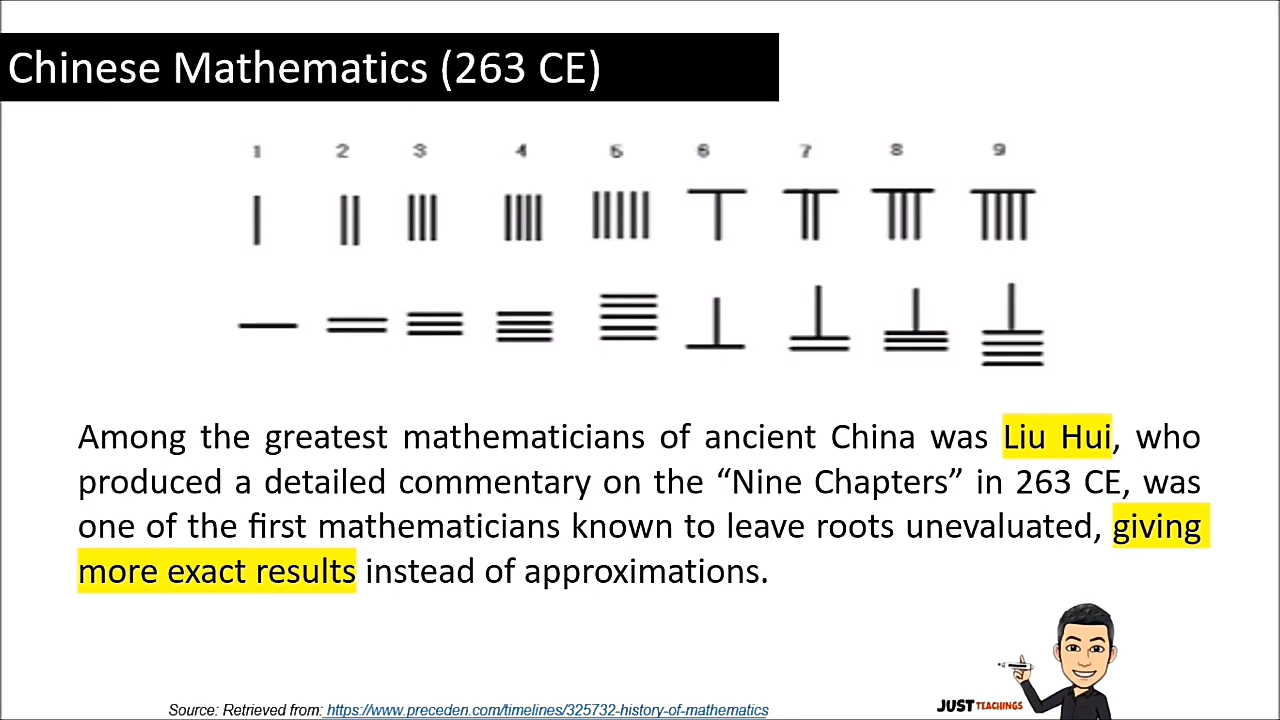 Chinese Mathematics (263 CE)
1 2 3 4 5 6 7 8 9
Among the greatest mathematicians of ancient China was Liu Hui, who
produced a detailed commentary on the “Nine Chapters” in 263 CE, was
one of the first mathematicians known to leave roots unevaluated, giving
more exact results instead of approximations.
Source: Retrieved from: https://www.preceden.com/timelines/325732-history-of-mathematics
JUST TEACHINGS